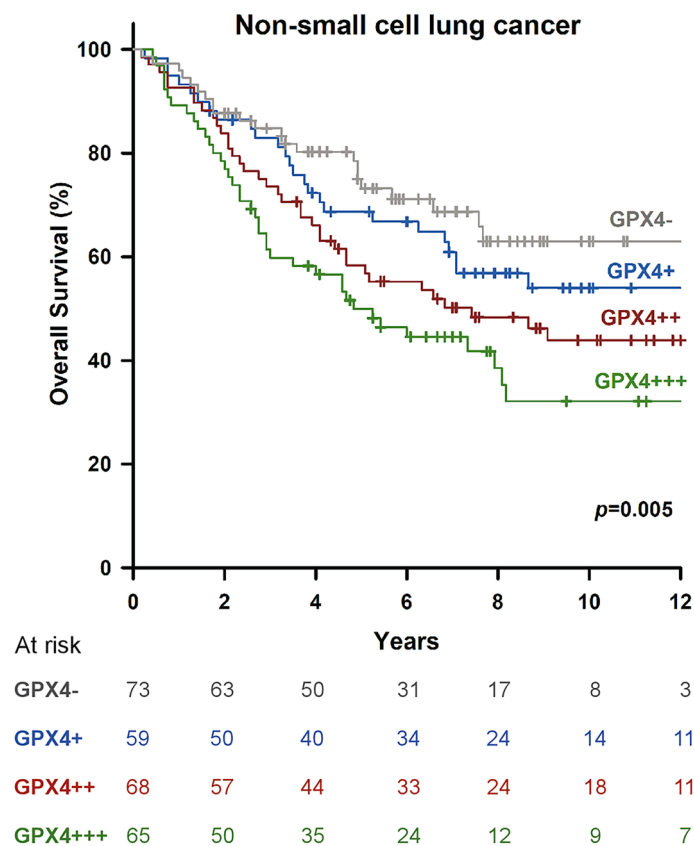 Non-small cell lung cancer
Overall Survival (%)
100
80
60
40
20
0
GPX4-
GPX4+
GPX4++
GPX4+++
p=0.005
0 2 4 6 8 10 12
Years
At risk
GPX4- 73 63 50 31 17 8 3
GPX4+ 59 50 40 34 24 14 11
GPX4++ 68 57 44 33 24 18 11
GPX4+++ 65 50 35 24 12 9 7